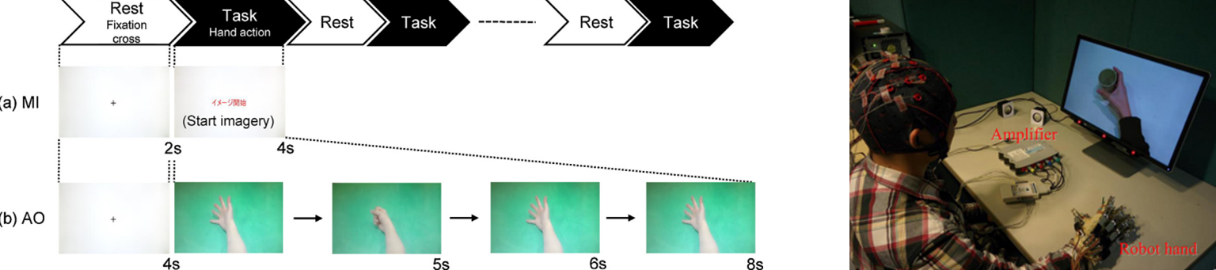 Rest
Fixation
cross
Task
Hand action
Rest
Task
Rest
Task
(a) MI
+
イメージ開始
(Start imagery)
2s
4s
(b) AO
+
4s
5s
6s
8s
Amplifier
Robot hand